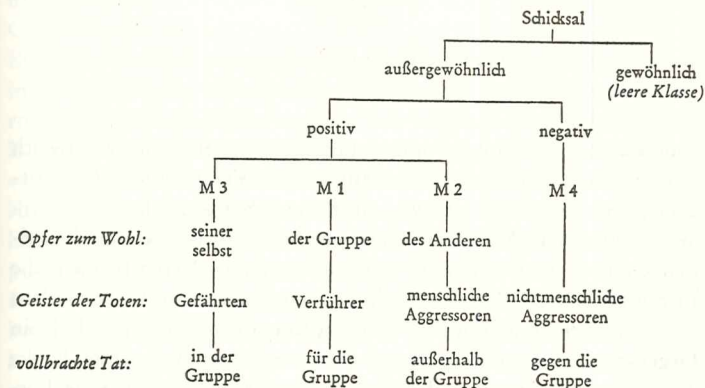 Schicksal
außergewöhnlich
gewöhnlich
(leere Klasse)
positiv
negativ
M 3 M 1 M 2 M 4
Opfer zum Wohl: seiner selbst der Gruppe des Anderen
Geister der Toten: Gefährten Verführer menschliche Aggressoren nichtmenschliche Aggressoren
vollbrachte Tat: in der Gruppe für die Gruppe außerhalb der Gruppe gegen die Gruppe